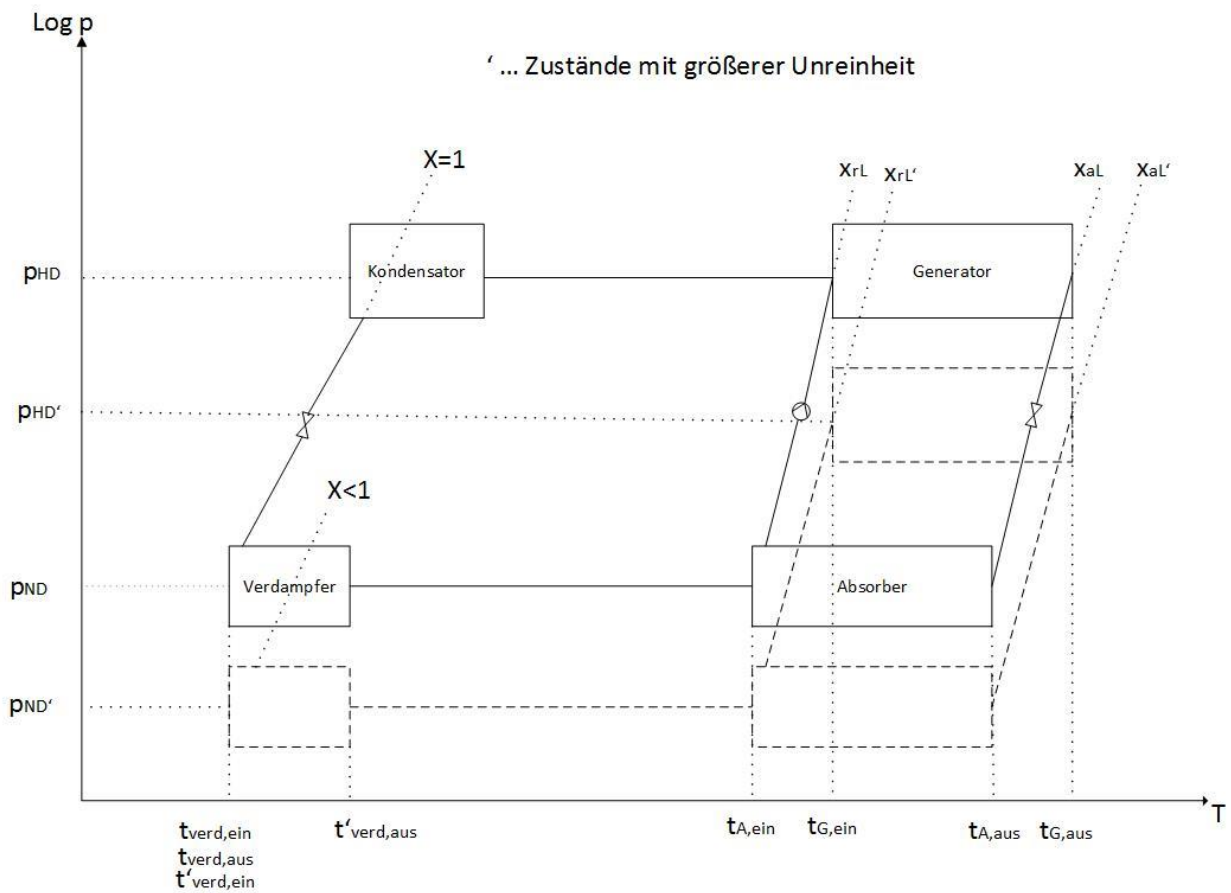 Log p
‘ ... Zustände mit größerer Unreinheit
X=1
xrL
xrL‘
xaL
xaL‘
pHD
Kondensator
Generator
pHD‘
X<1
pND
Verdampfer
Absorber
pND‘
T
tverd,ein
t‘verd,aus
tA,ein
tG,ein
tA,aus
tG,aus
tverd,aus
t‘verd,ein